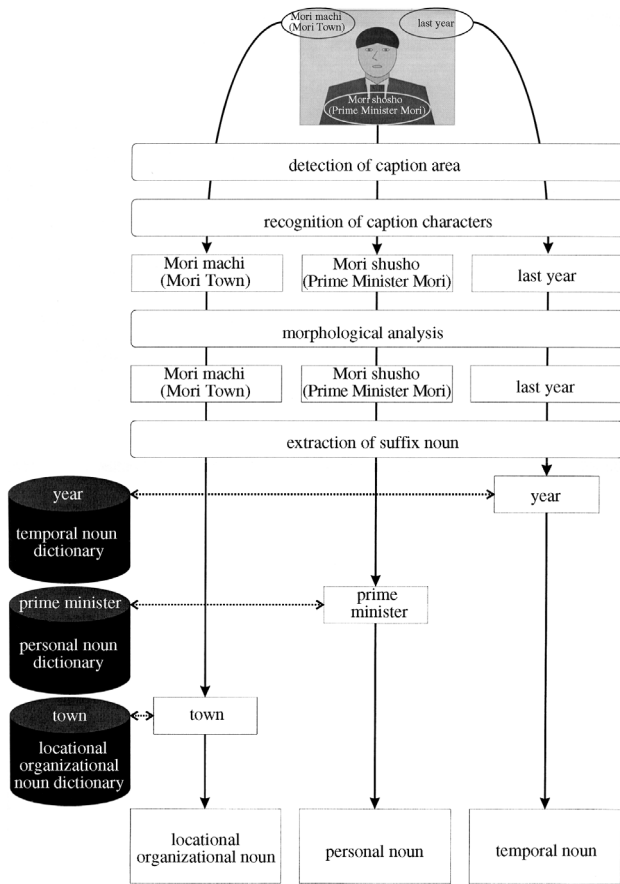 Mori machi
(Mori Town)
last year
Mori shosho
(Prime Minister Mori)
detection of caption area
recognition of caption characters
Mori machi
(Mori Town)
Mori shusho
(Prime Minister Mori)
last year
morphological analysis
Mori machi
(Mori Town)
Mori shusho
(Prime Minister Mori)
last year
extraction of suffix noun
year
temporal noun
dictionary
year
prime minister
personal noun
dictionary
prime
minister
town
locational
organizational
noun dictionary
town
locational
organizational noun
personal noun
temporal noun